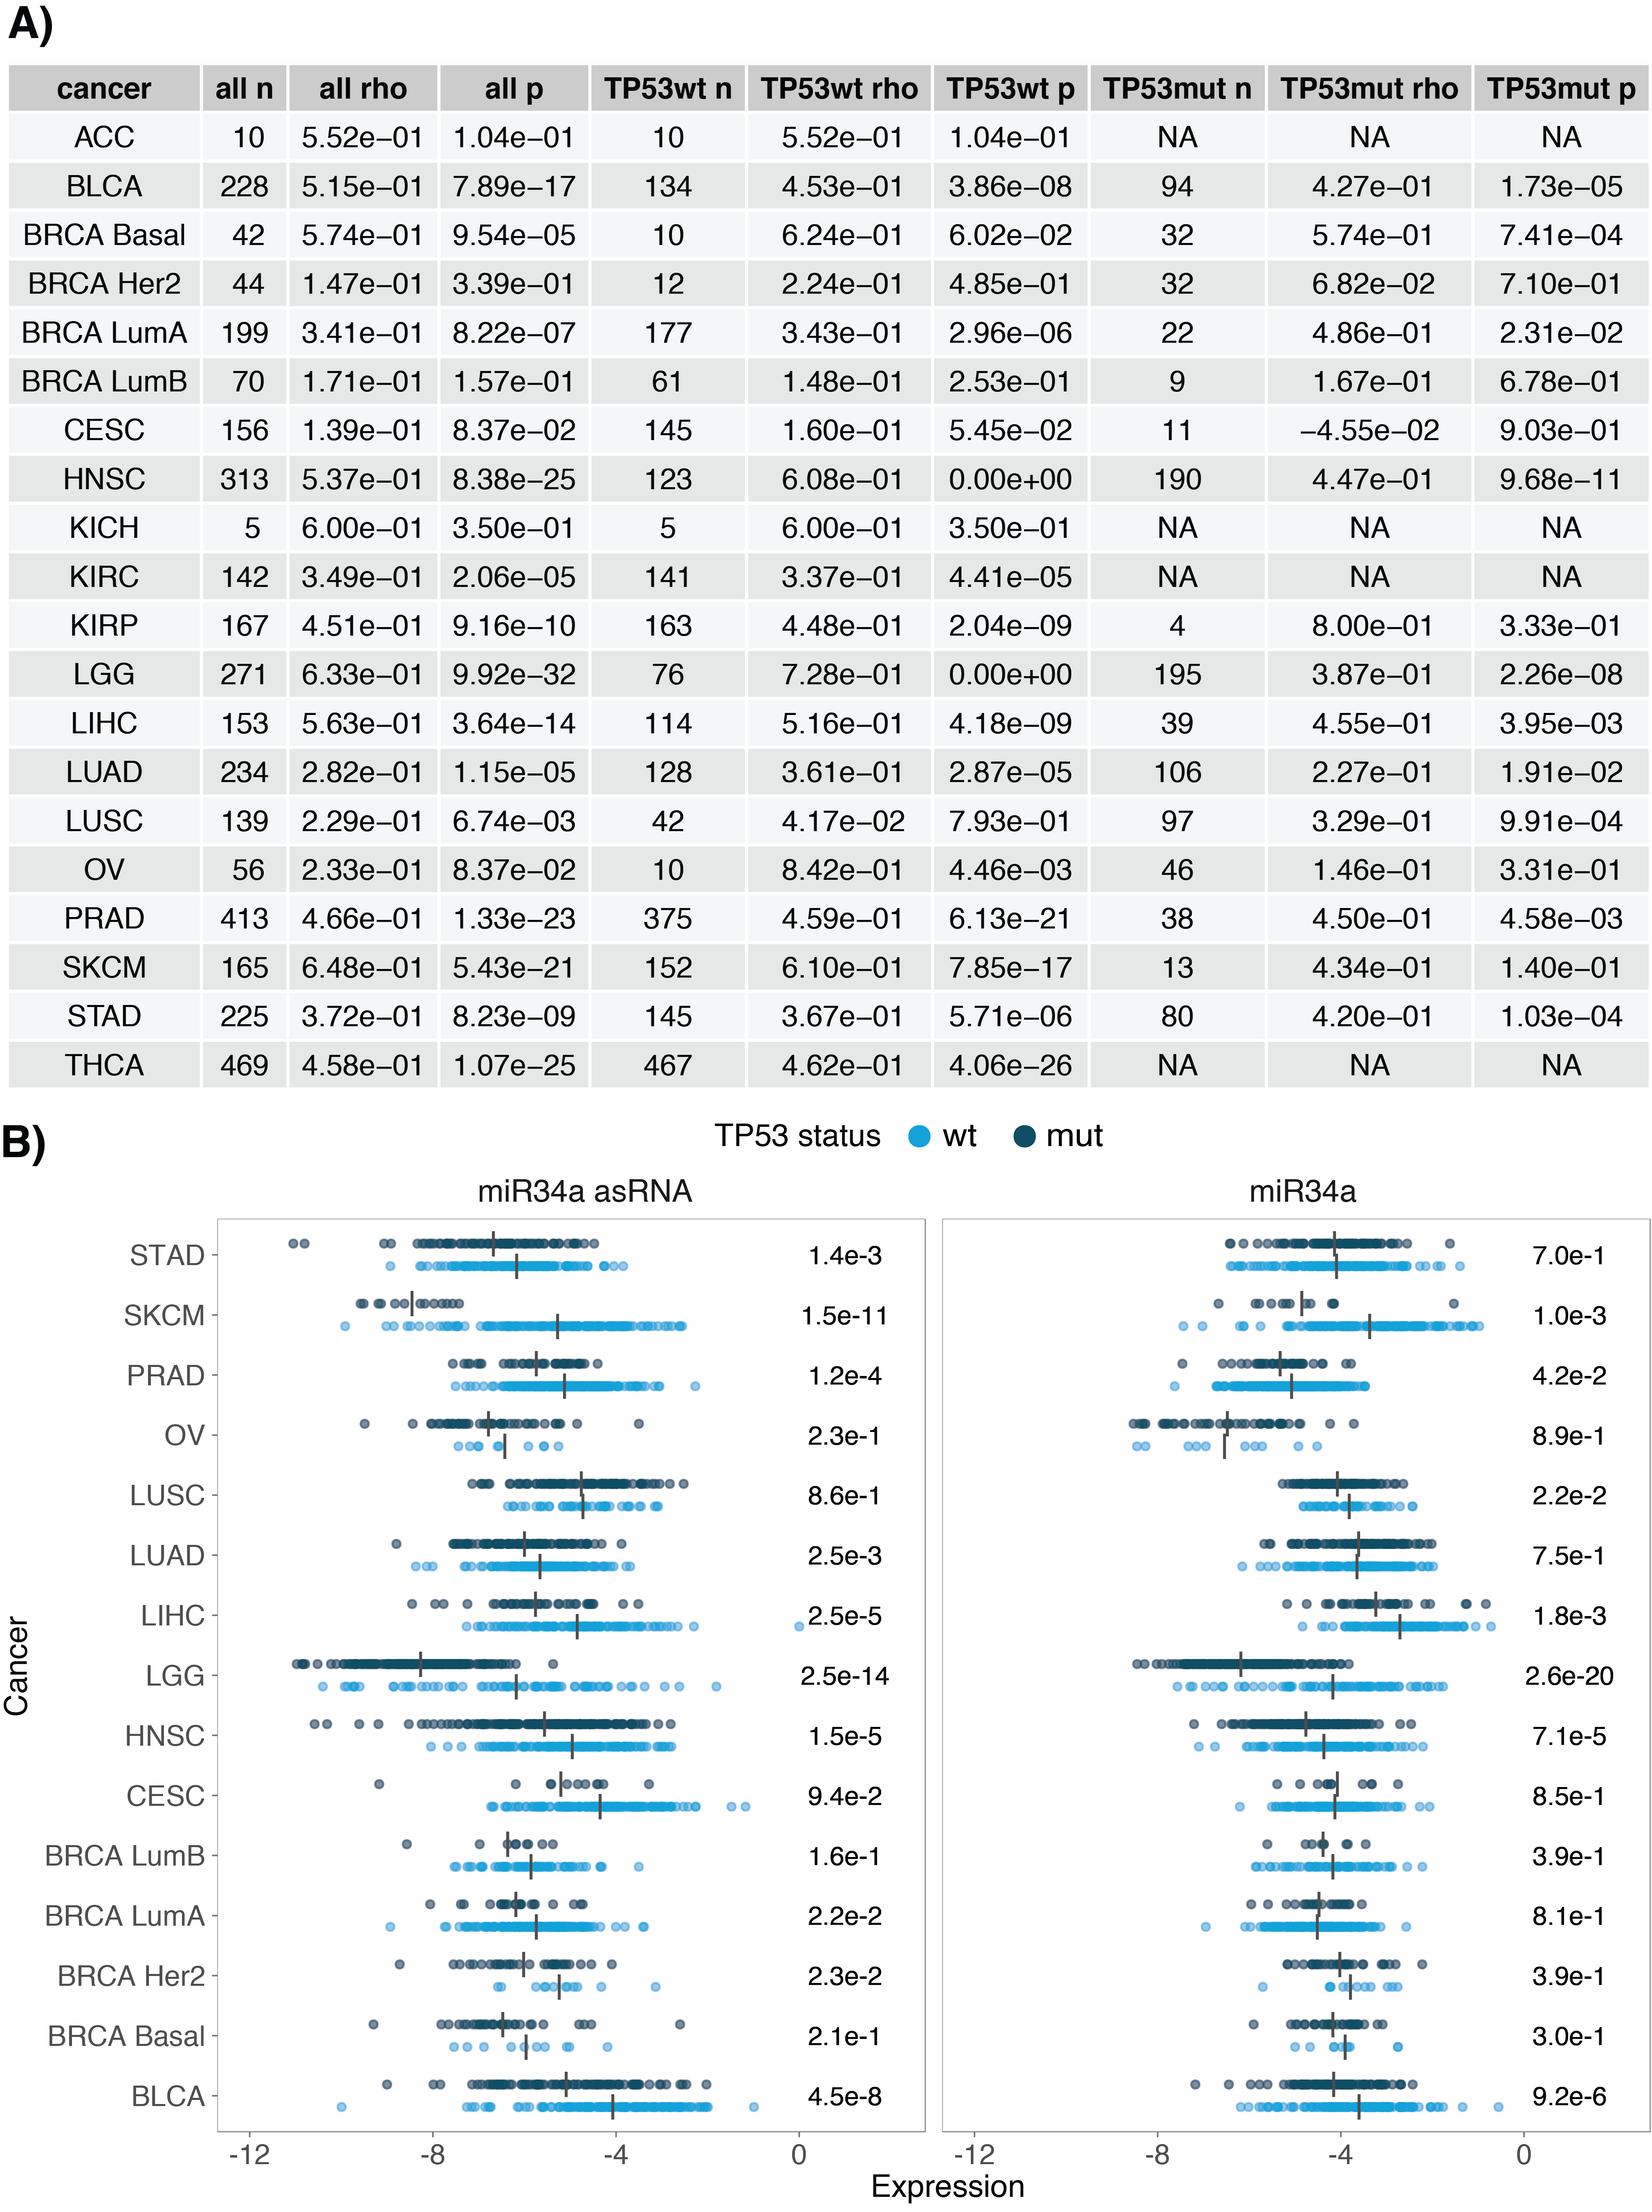 A)
cancer all n all rho all p TP53wt n TP53wt rho TP53wt p TP53mut n TP53mut rho TP53mut p
ACC 10 5.52e−01 1.04e−01 10 5.52e−01 1.04e−01 NA NA NA
BLCA 228 5.15e−01 7.89e−17 134 4.53e−01 3.86e−08 94 4.27e−01 1.73e−05
BRCA Basal 42 5.74e−01 9.54e−05 10 6.24e−01 6.02e−02 32 5.74e−01 7.41e−04
BRCA Her2 44 1.47e−01 3.39e−01 12 2.24e−01 4.85e−01 32 6.82e−02 7.10e−01
BRCA LumA 199 3.41e−01 8.22e−07 177 3.43e−01 2.96e−06 22 4.86e−01 2.31e−02
BRCA LumB 70 1.71e−01 1.57e−01 61 1.48e−01 2.53e−01 9 1.67e−01 6.78e−01
CESC 156 1.39e−01 8.37e−02 145 1.60e−01 5.45e−02 11 −4.55e−02 9.03e−01
HNSC 313 5.37e−01 8.38e−25 123 6.08e−01 0.00e+00 190 4.47e−01 9.68e−11
KICH 5 6.00e−01 3.50e−01 5 6.00e−01 3.50e−01 NA NA NA
KIRC 142 3.49e−01 2.06e−05 141 3.37e−01 4.41e−05 NA NA NA
KIRP 167 4.51e−01 9.16e−10 163 4.48e−01 2.04e−09 4 8.00e−01 3.33e−01
LGG 271 6.33e−01 9.92e−32 76 7.28e−01 0.00e+00 195 3.87e−01 2.26e−08
LIHC 153 5.63e−01 3.64e−14 114 5.16e−01 4.18e−09 39 4.55e−01 3.95e−03
LUAD 234 2.82e−01 1.15e−05 128 3.61e−01 2.87e−05 106 2.27e−01 1.91e−02
LUSC 139 2.29e−01 6.74e−03 42 4.17e−02 7.93e−01 97 3.29e−01 9.91e−04
OV 56 2.33e−01 8.37e−02 10 8.42e−01 4.46e−03 46 1.46e−01 3.31e−01
PRAD 413 4.66e−01 1.33e−23 375 4.59e−01 6.13e−21 38 4.50e−01 4.58e−03
SKCM 165 6.48e−01 5.43e−21 152 6.10e−01 7.85e−17 13 4.34e−01 1.40e−01
STAD 225 3.72e−01 8.23e−09 145 3.67e−01 5.71e−06 80 4.20e−01 1.03e−04
THCA 469 4.58e−01 1.07e−25 467 4.62e−01 4.06e−26 NA NA NA
B)
TP53 status wt mut
miR34a asRNA miR34a
STAD 1.4e-3 7.0e-1
SKCM 1.5e-11 1.0e-3
PRAD 1.2e-4 4.2e-2
OV 2.3e-1 8.9e-1
LUSC 8.6e-1 2.2e-2
LUAD 2.5e-3 7.5e-1
LIHC 2.5e-5 1.8e-3
LGG 2.5e-14 2.6e-20
HNSC 1.5e-5 7.1e-5
CESC 9.4e-2 8.5e-1
BRCA LumB 1.6e-1 3.9e-1
BRCA LumA 2.2e-2 8.1e-1
BRCA Her2 2.3e-2 3.9e-1
BRCA Basal 2.1e-1 3.0e-1
BLCA 4.5e-8 9.2e-6
Cancer
-12 -8 -4 0 -12 -8 -4 0
Expression